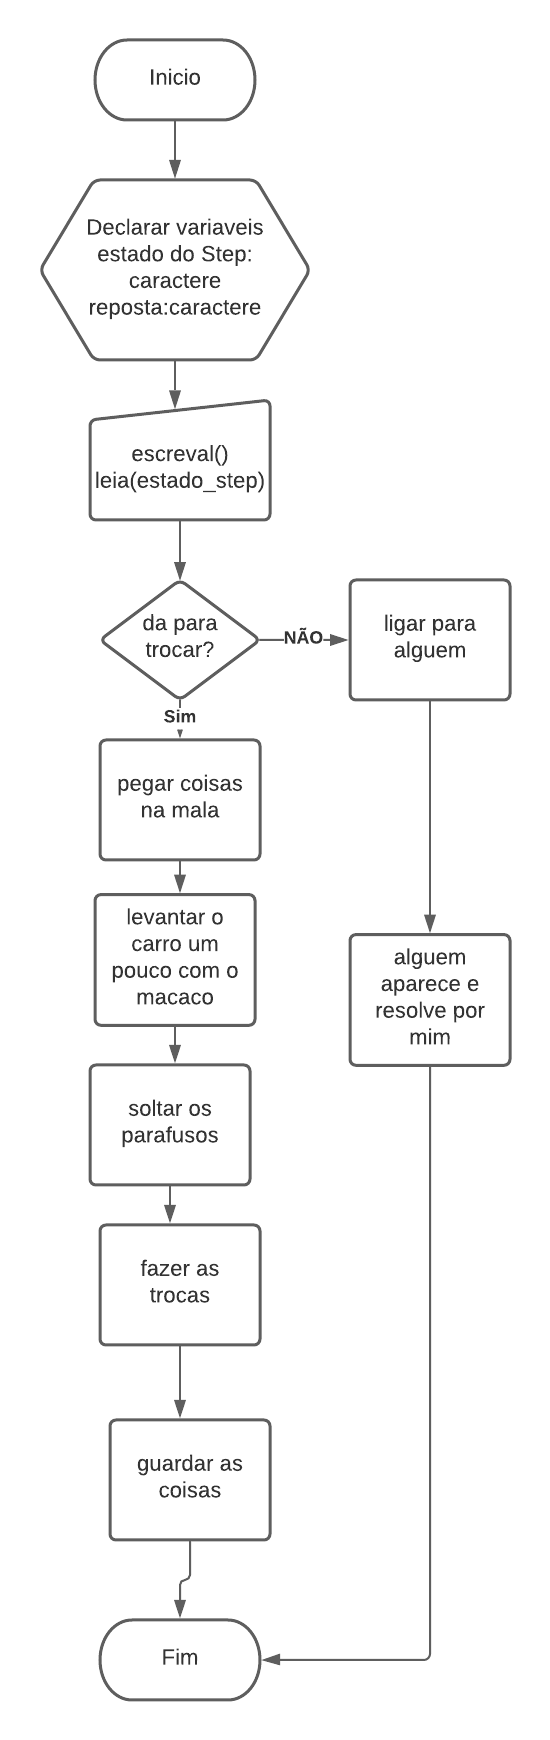 Inicio
Declarar variaveis
estado do Step:
caractere
reposta:caractere
escreval()
leia(estado_step)
da para
trocar?
NÃO
ligar para
alguem
Sim
pegar coisas
na mala
levantar o
carro um
pouco com o
macaco
alguem
aparece e
resolve por
mim
soltar os
parafusos
fazer as
trocas
guardar as
coisas
Fim